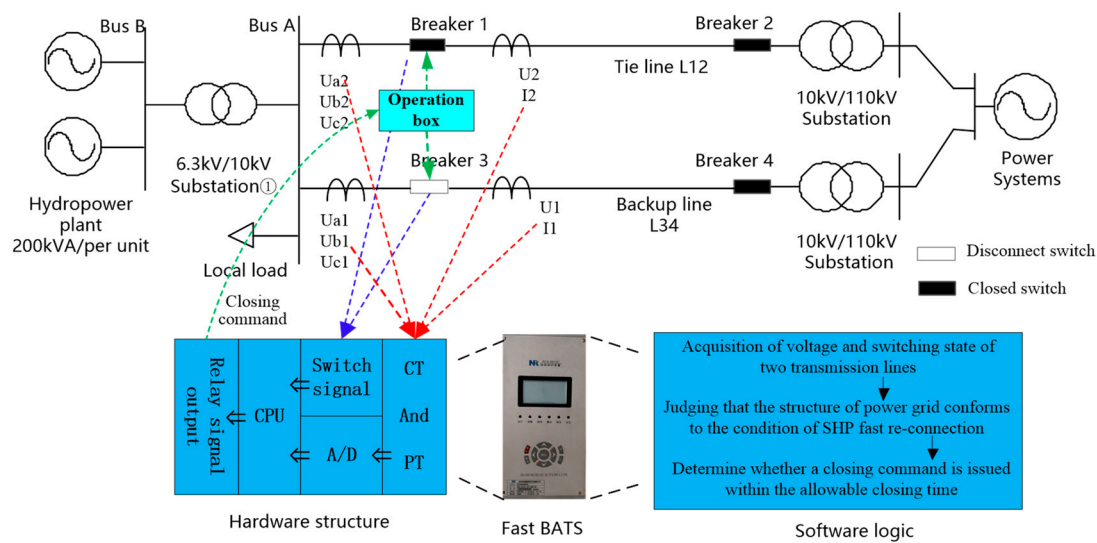 Bus B
Bus A
Breaker 1
Breaker 2
Ua2
Ub2
Uc2
Operation
box
U2
I2
Tie line L12
10kV/110kV
Substation
6.3kV/10kV
Substation①
Breaker 3
Breaker 4
Power
Systems
Hydropower
plant
200kVA/per unit
Ua1
Ub1
Uc1
U1
I1
Backup line
L34
10kV/110kV
Substation
Local load
Disconnect switch
Closed switch
Closing
command
Relay signal
output
CPU
Switch
signal
A/D
CT
And
PT
NR
Acquisition of voltage and switching state of
two transmission lines
Judging that the structure of power grid conforms
to the condition of SHP fast re-connection
Determine whether a closing command is issued
within the allowable closing time
Hardware structure
Fast BATS
Software logic